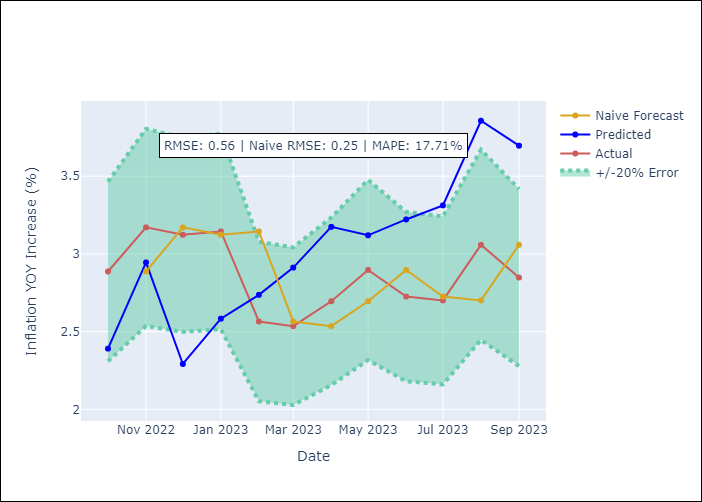 RMSE: 0.56 | Naive RMSE: 0.25 | MAPE: 17.71%
Naive Forecast
Predicted
Actual
+/-20% Error
Inflation YOY Increase (%)
3.5
3
2.5
2
Nov 2022
Jan 2023
Mar 2023
May 2023
Jul 2023
Sep 2023
Date